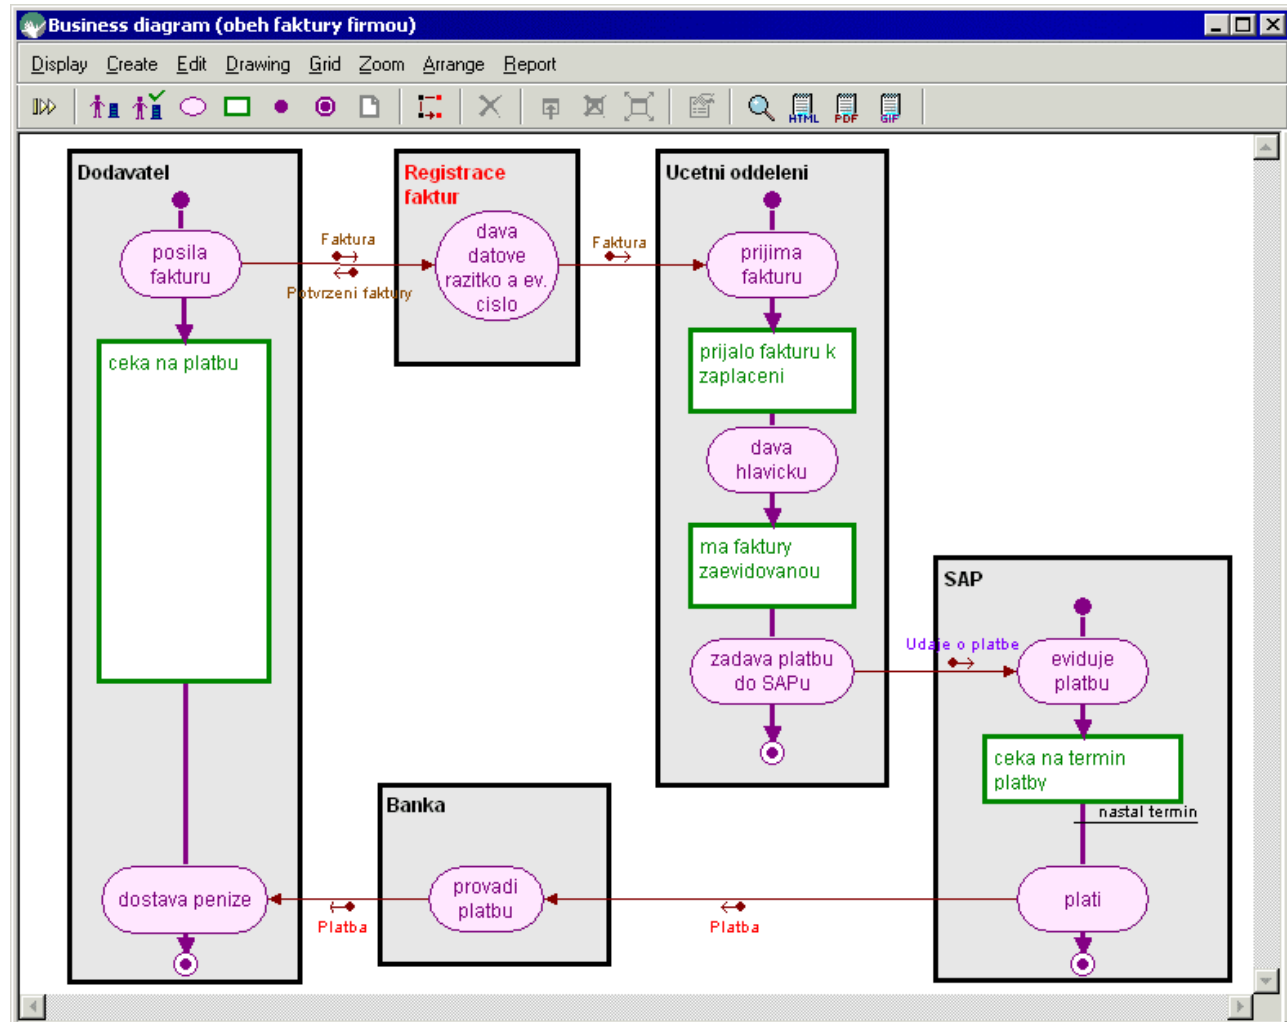 Business diagram (obeh faktury firmou)
Display Create Edit Drawing Grid Zoom Arrange Report
HTML PDF GIF
Dodavatel
posila
fakturu
ceka na platbu
dostava penize
Faktura
Potvrzeni faktury
Registrace
faktur
dava
datove
razitko a ev.
cislo
Faktura
Ucetni oddeleni
prijima
fakturu
prijalo fakturu k
zaplaceni
dava
hlavicku
ma faktury
zaevidovanou
zadava platbu
do SAPu
Udaje o platbe
SAP
eviduje
platbu
ceka na termin
platby
nastal termin
plati
Platba
Banka
provadi
platbu
Platba